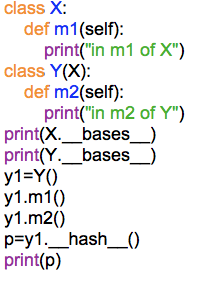 class X:
    def m1(self):
        print("in m1 of X")
class Y(X):
    def m2(self):
        print("in m2 of Y")
print(X.__bases__)
print(Y.__bases__)
y1=Y()
y1.m1()
y1.m2()
p=y1.__hash__()
print(p)